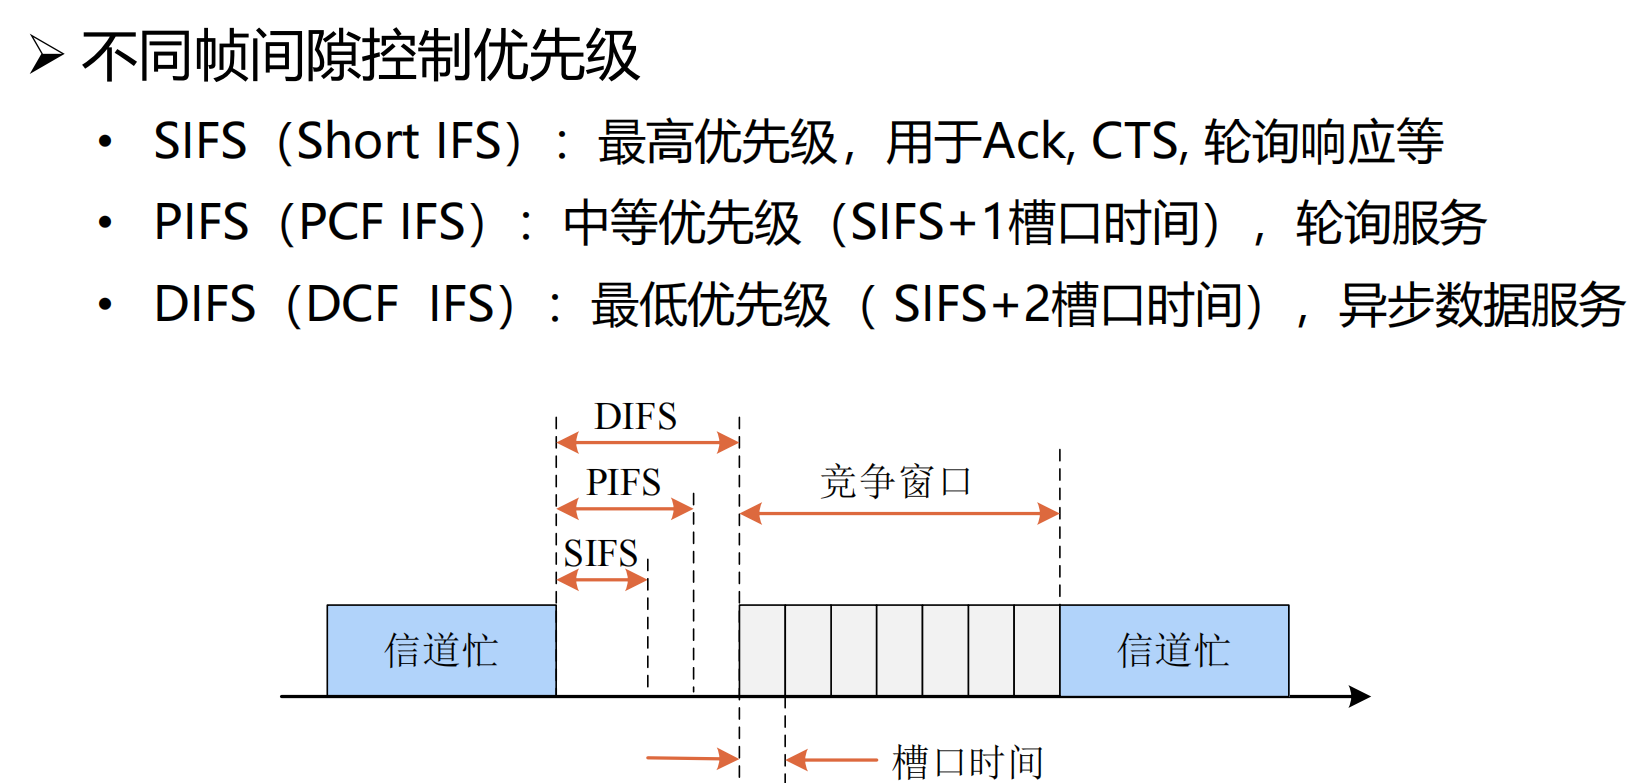 ➢ 不同帧间隙控制优先级
• SIFS（Short IFS）：最高优先级，用于Ack, CTS, 轮询响应等
• PIFS（PCF IFS）：中等优先级（SIFS+1槽口时间），轮询服务
• DIFS（DCF  IFS）：最低优先级（ SIFS+2槽口时间），异步数据服务
DIFS
PIFS
竞争窗口
SIFS
信道忙
信道忙
槽口时间